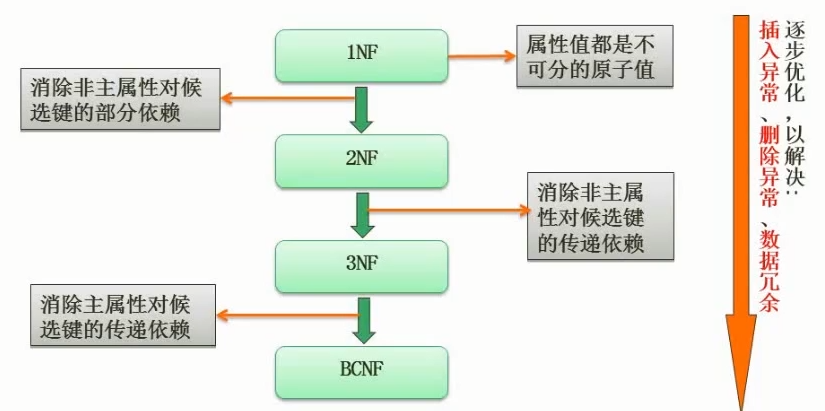 1NF
属性值都是不
可分的原子值
消除非主属性对候
选键的部分依赖
2NF
消除非主属
性对候选键
的传递依赖
3NF
消除主属性对候
选键的传递依赖
BCNF
逐步优化,以解决:
插入异常、删除异常、数据冗余